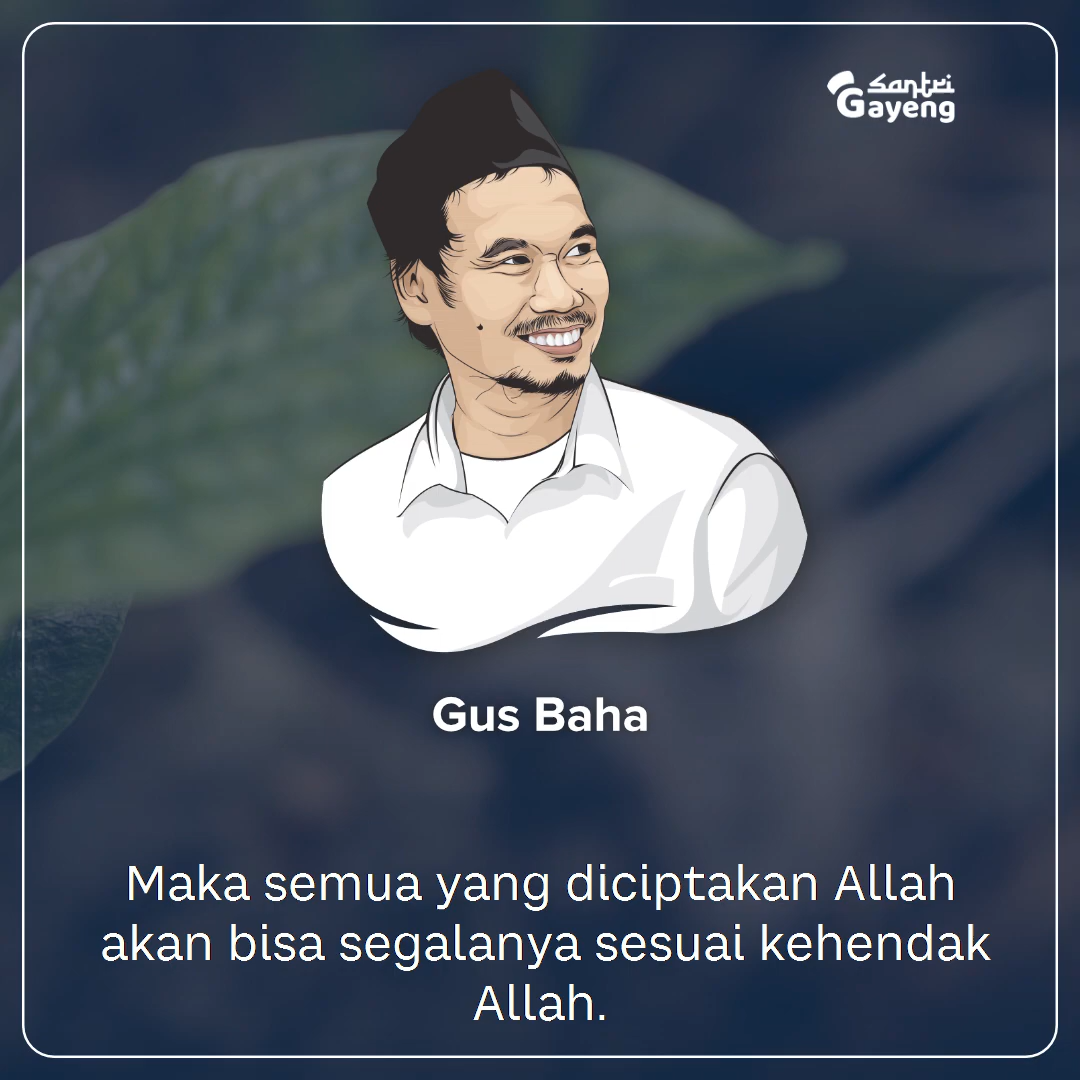 Santri
Gayeng
Gus Baha
Maka semua yang diciptakan Allah
akan bisa segalanya sesuai kehendak
Allah.